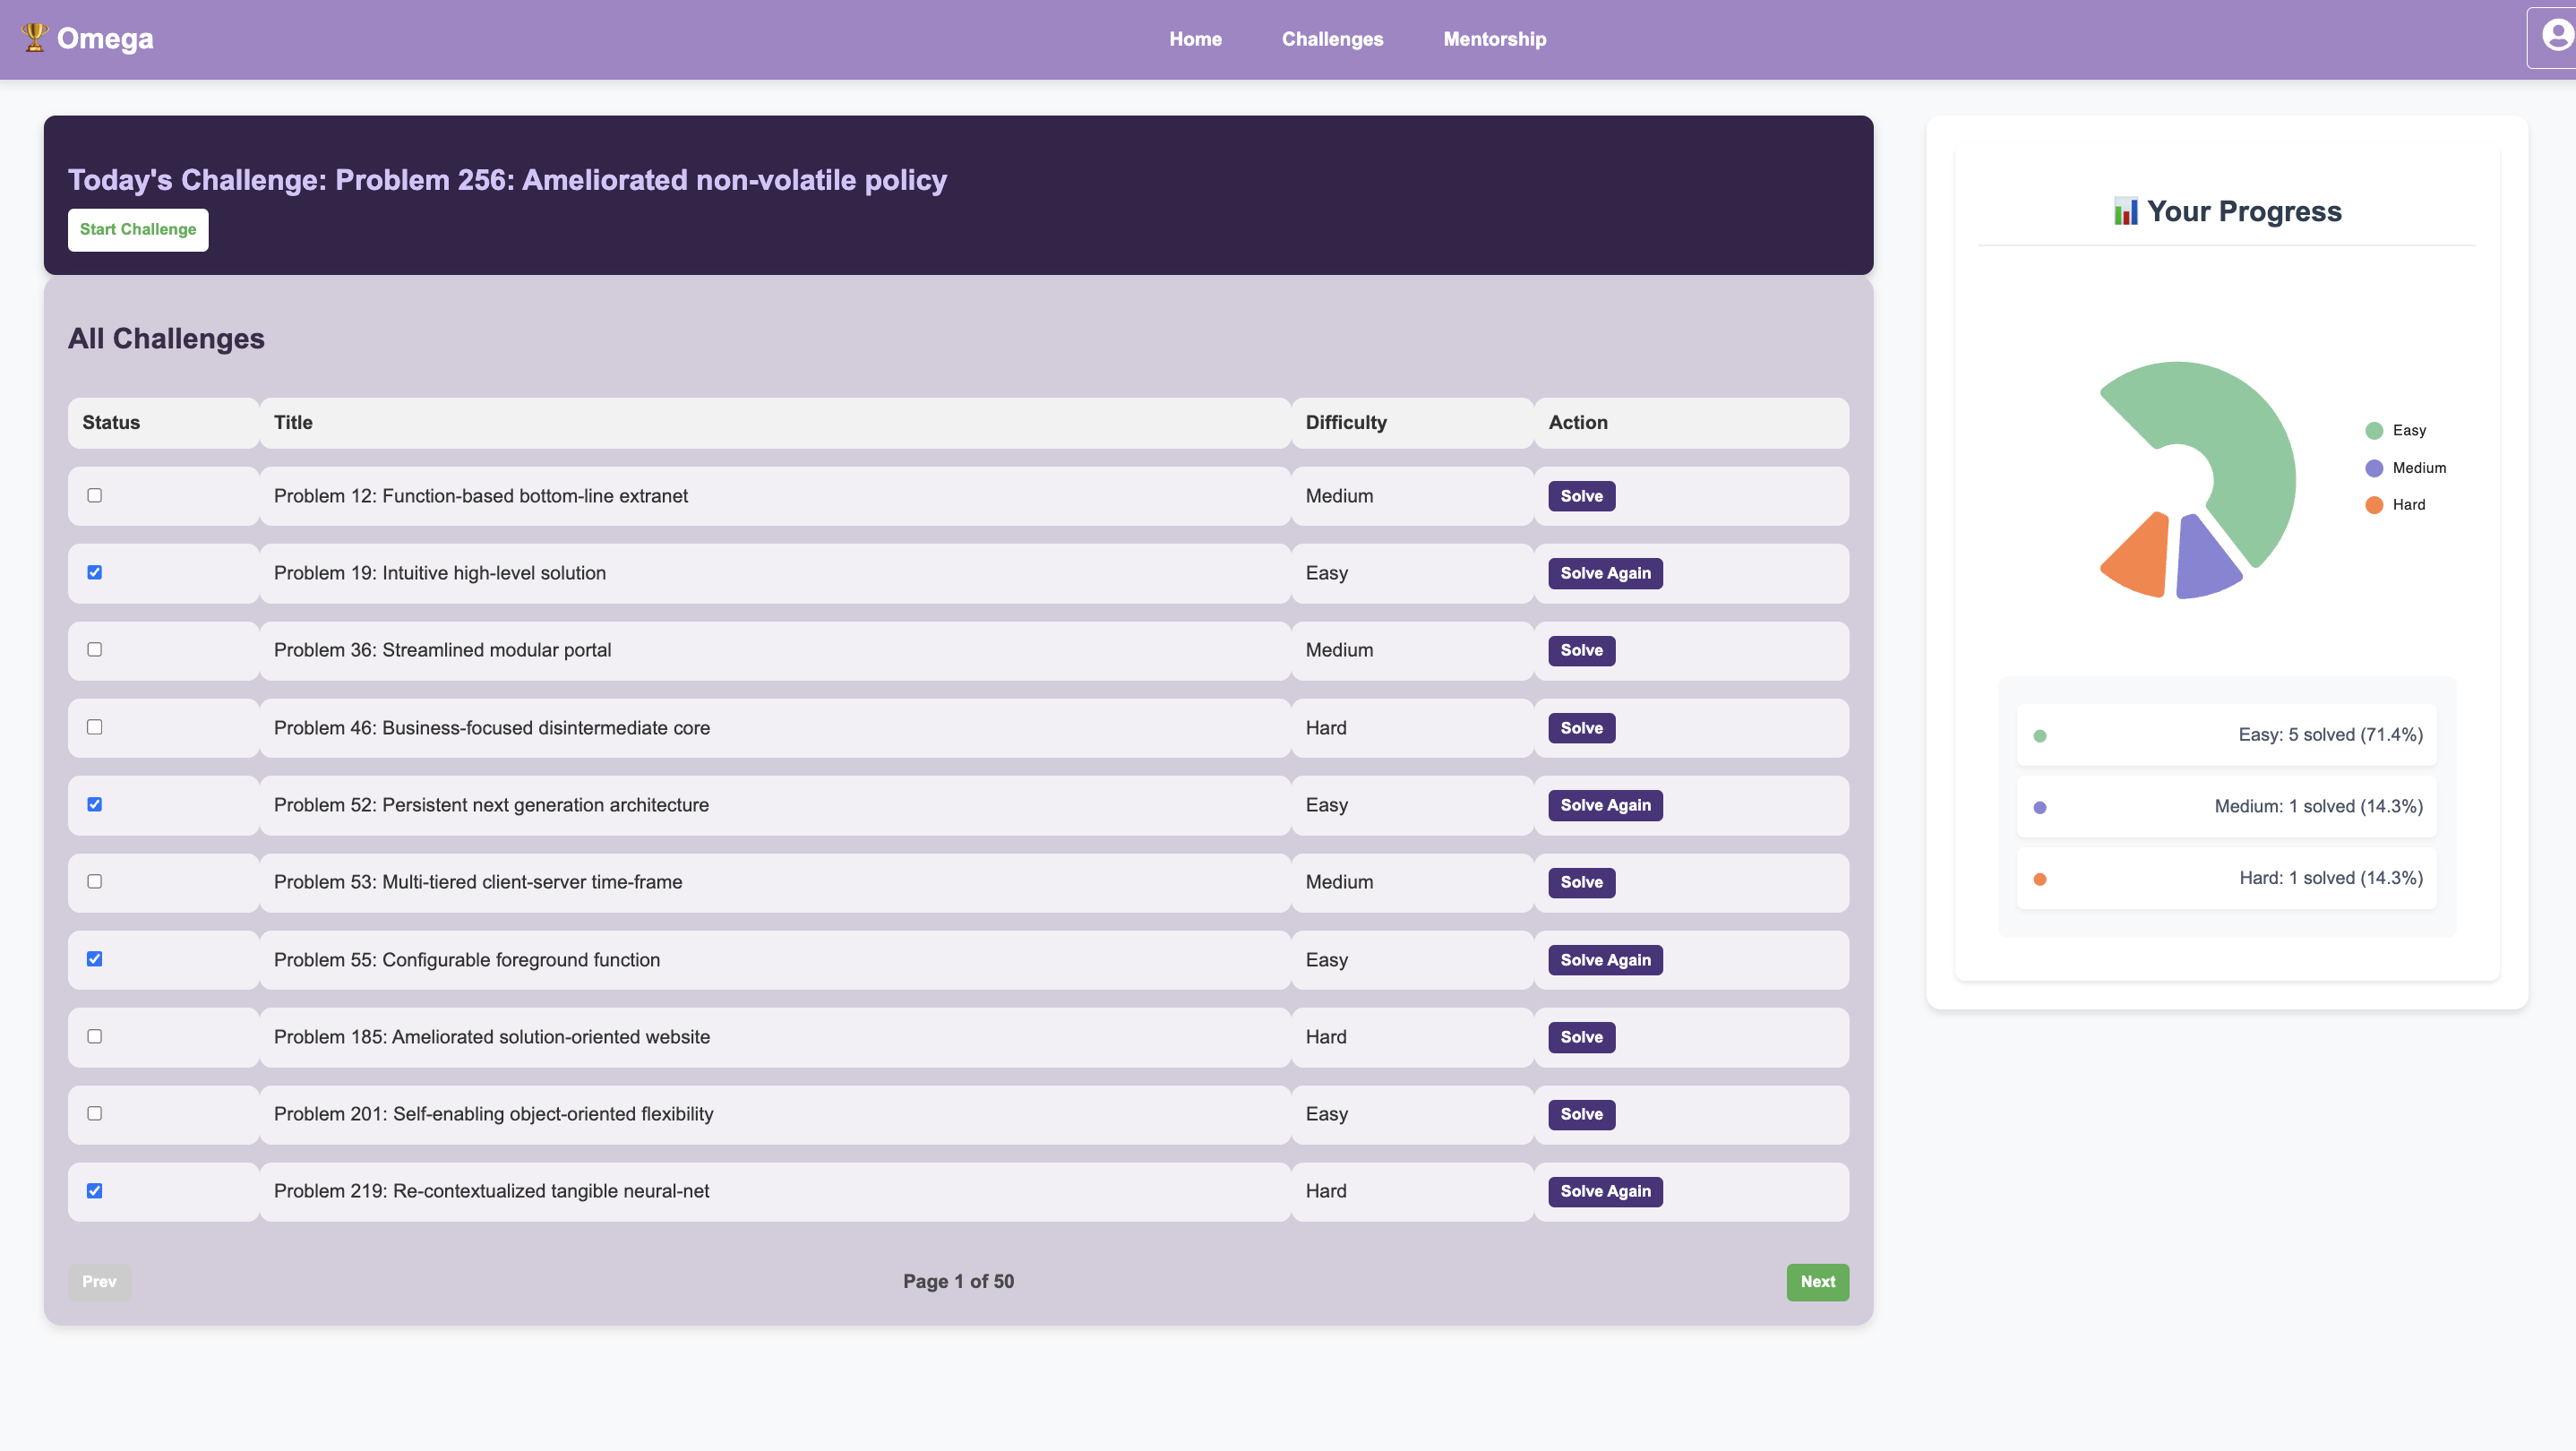 🏆 Omega
Home Challenges Mentorship
Today's Challenge: Problem 256: Ameliorated non-volatile policy
Start Challenge
All Challenges
Status Title Difficulty Action
Problem 12: Function-based bottom-line extranet Medium Solve
Problem 19: Intuitive high-level solution Easy Solve Again
Problem 36: Streamlined modular portal Medium Solve
Problem 46: Business-focused disintermediate core Hard Solve
Problem 52: Persistent next generation architecture Easy Solve Again
Problem 53: Multi-tiered client-server time-frame Medium Solve
Problem 55: Configurable foreground function Easy Solve Again
Problem 185: Ameliorated solution-oriented website Hard Solve
Problem 201: Self-enabling object-oriented flexibility Easy Solve
Problem 219: Re-contextualized tangible neural-net Hard Solve Again
Prev Page 1 of 50 Next
📊 Your Progress
Easy
Medium
Hard
Easy: 5 solved (71.4%)
Medium: 1 solved (14.3%)
Hard: 1 solved (14.3%)